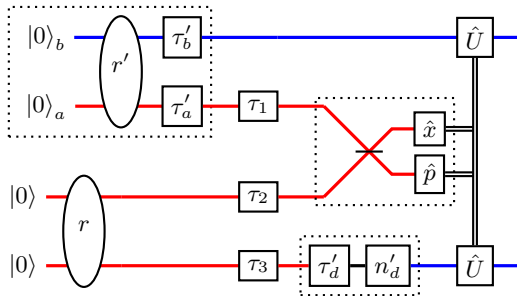 |0⟩_b r′ τ′_b Û
|0⟩_a τ′_a τ_1 x̂
p̂
|0⟩ r τ_2
|0⟩ τ_3 τ′_d n′_d Û